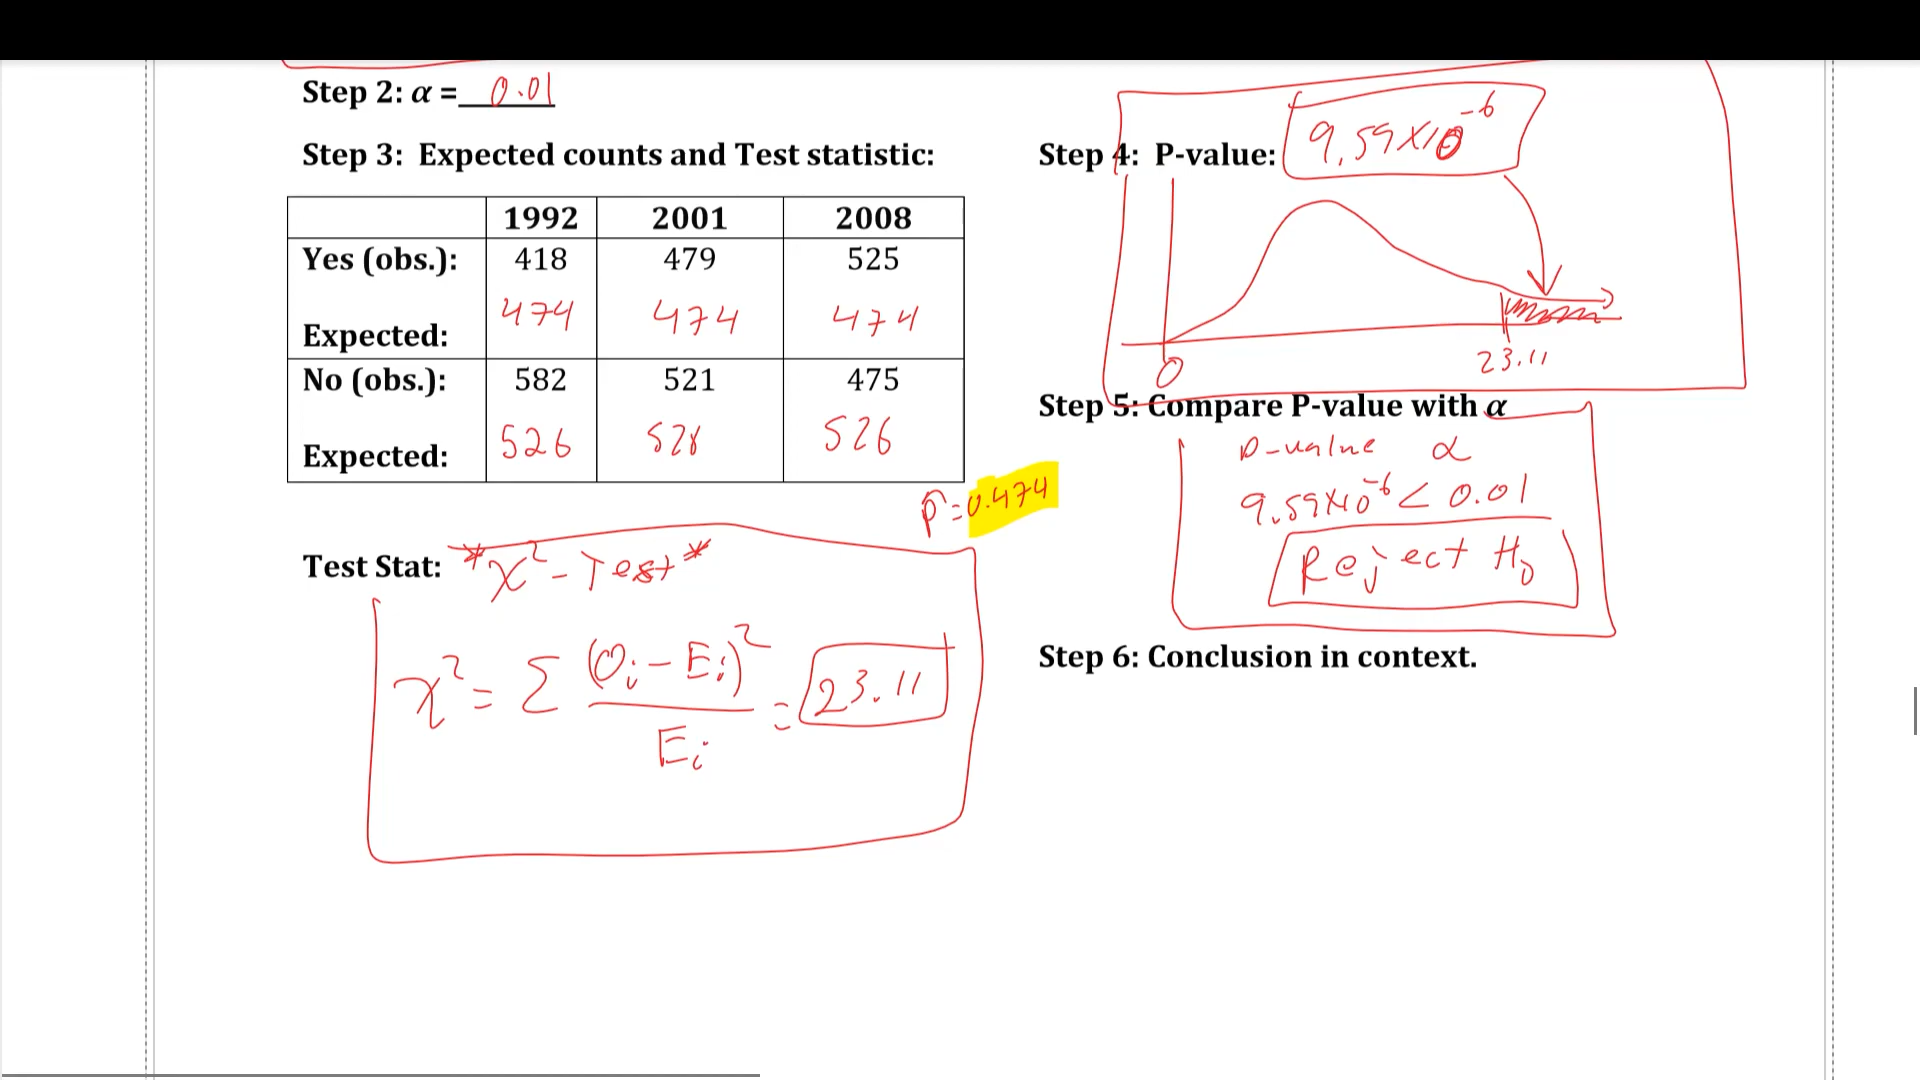 Step 2: α = 0.01
Step 3: Expected counts and Test statistic:
1992 2001 2008
Yes (obs.): 418 479 525
Expected: 474 474 474
No (obs.): 582 521 475
Expected: 526 526 526
p̂ = 0.474
Test Stat: *χ² - Test*
χ² = Σ (Oi - Ei)² / Ei = 23.11
Step 4: P-value: 9.59×10⁻⁶
0 23.11
Step 5: Compare P-value with α
p-value α
9.59×10⁻⁶ < 0.01
Reject H₀
Step 6: Conclusion in context.